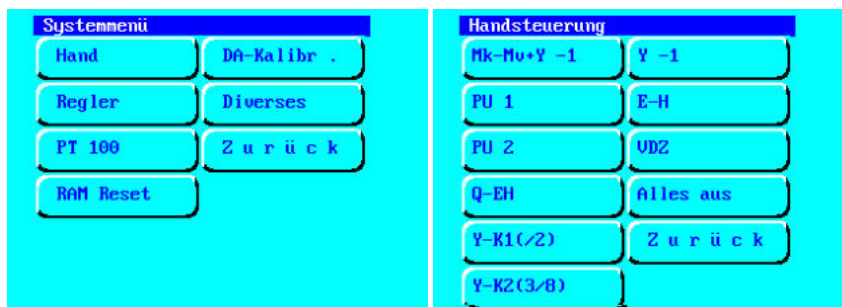 Systemmenü
Hand
DA-Kalibr .
Regler
Diverses
PT 100
Z u r ü c k
RAM Reset
Handsteuerung
Mk-Mv+Y -1
Y -1
PU 1
E-H
PU 2
VDZ
Q-EH
Alles aus
Y-K1(/2)
Z u r ü c k
Y-K2(3/8)